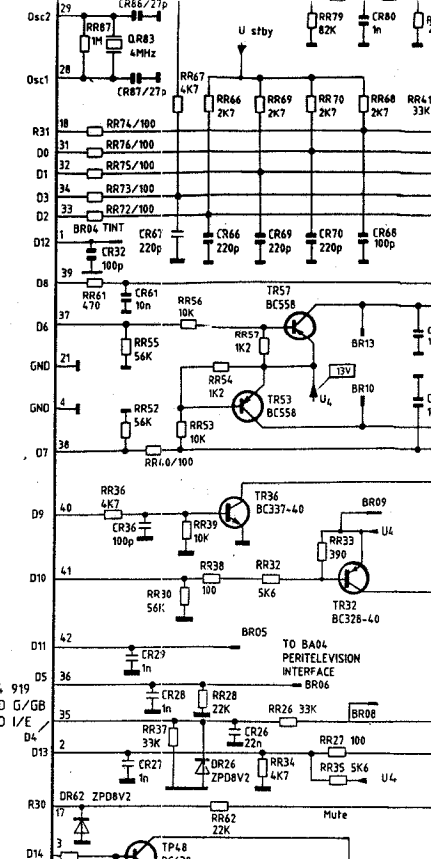 CR86/27p
Osc2
29
RR87
1M
QR83
4MHz
CR87/27p
Osc1
28
U stby
RR79
82K
CR80
1n
RR67
4K7
RR66
2K7
RR69
2K7
RR70
2K7
RR68
2K7
RR41
33K
R31
18
RR74/100
D0
31
RR76/100
D1
32
RR75/100
D3
34
RR73/100
D2
33
RR72/100
BR04 TINT
D12
1
CR32
100p
CR67
220p
CR66
220p
CR69
220p
CR70
220p
CR68
100p
D8
39
RR61
470
CR61
10n
TR57
BC558
RR56
10K
D6
37
RR55
56K
RR57
1K2
BR13
GND
21
RR54
1K2
13V
U4
BR10
GND
4
RR52
56K
TR53
BC558
RR53
10K
D7
38
RR40/100
D9
40
RR36
4K7
CR36
100p
RR39
10K
TR36
BC337-40
BR09
U4
RR33
390
D10
41
RR38
100
RR32
5K6
RR30
56K
TR32
BC328-40
D11
42
BR05
CR29
1n
TO BA04
PERITELEVISION
INTERFACE
D5
36
BR06
919
G/GB
I/E /
D4
35
CR28
1n
RR28
22K
RR26 33K
BR08
RR37
33K
CR26
22n
D13
2
RR27 100
CR27
1n
DR26
ZPD8V2
RR34
4K7
RR35 5K6
U4
R30
17
DR62 ZPD8V2
RR62
22K
Mute
D14
3
TP48